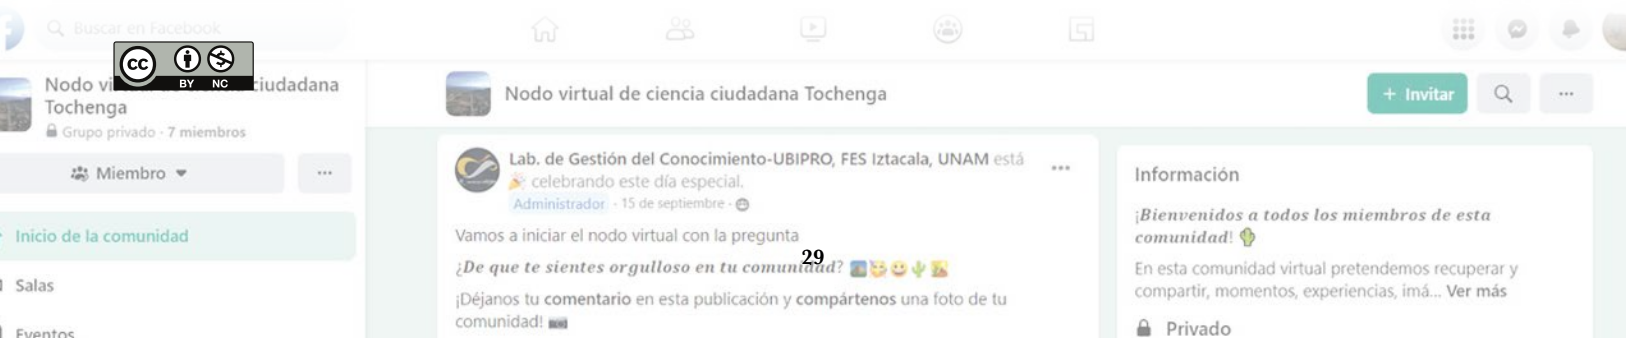 Buscar en Facebook
CC BY NC
Nodo vi ciudadana
Tochenga
Grupo privado · 7 miembros
Miembro
Inicio de la comunidad
Salas
Eventos
Nodo virtual de ciencia ciudadana Tochenga
+ Invitar
Lab. de Gestión del Conocimiento-UBIPRO, FES Iztacala, UNAM está
celebrando este día especial.
Administrador · 15 de septiembre ·
Vamos a iniciar el nodo virtual con la pregunta
¿De que te sientes orgulloso en tu comunidad?
29
¡Déjanos tu comentario en esta publicación y compártenos una foto de tu
comunidad!
Información
¡Bienvenidos a todos los miembros de esta
comunidad!
En esta comunidad virtual pretendemos recuperar y
compartir, momentos, experiencias, imá... Ver más
Privado